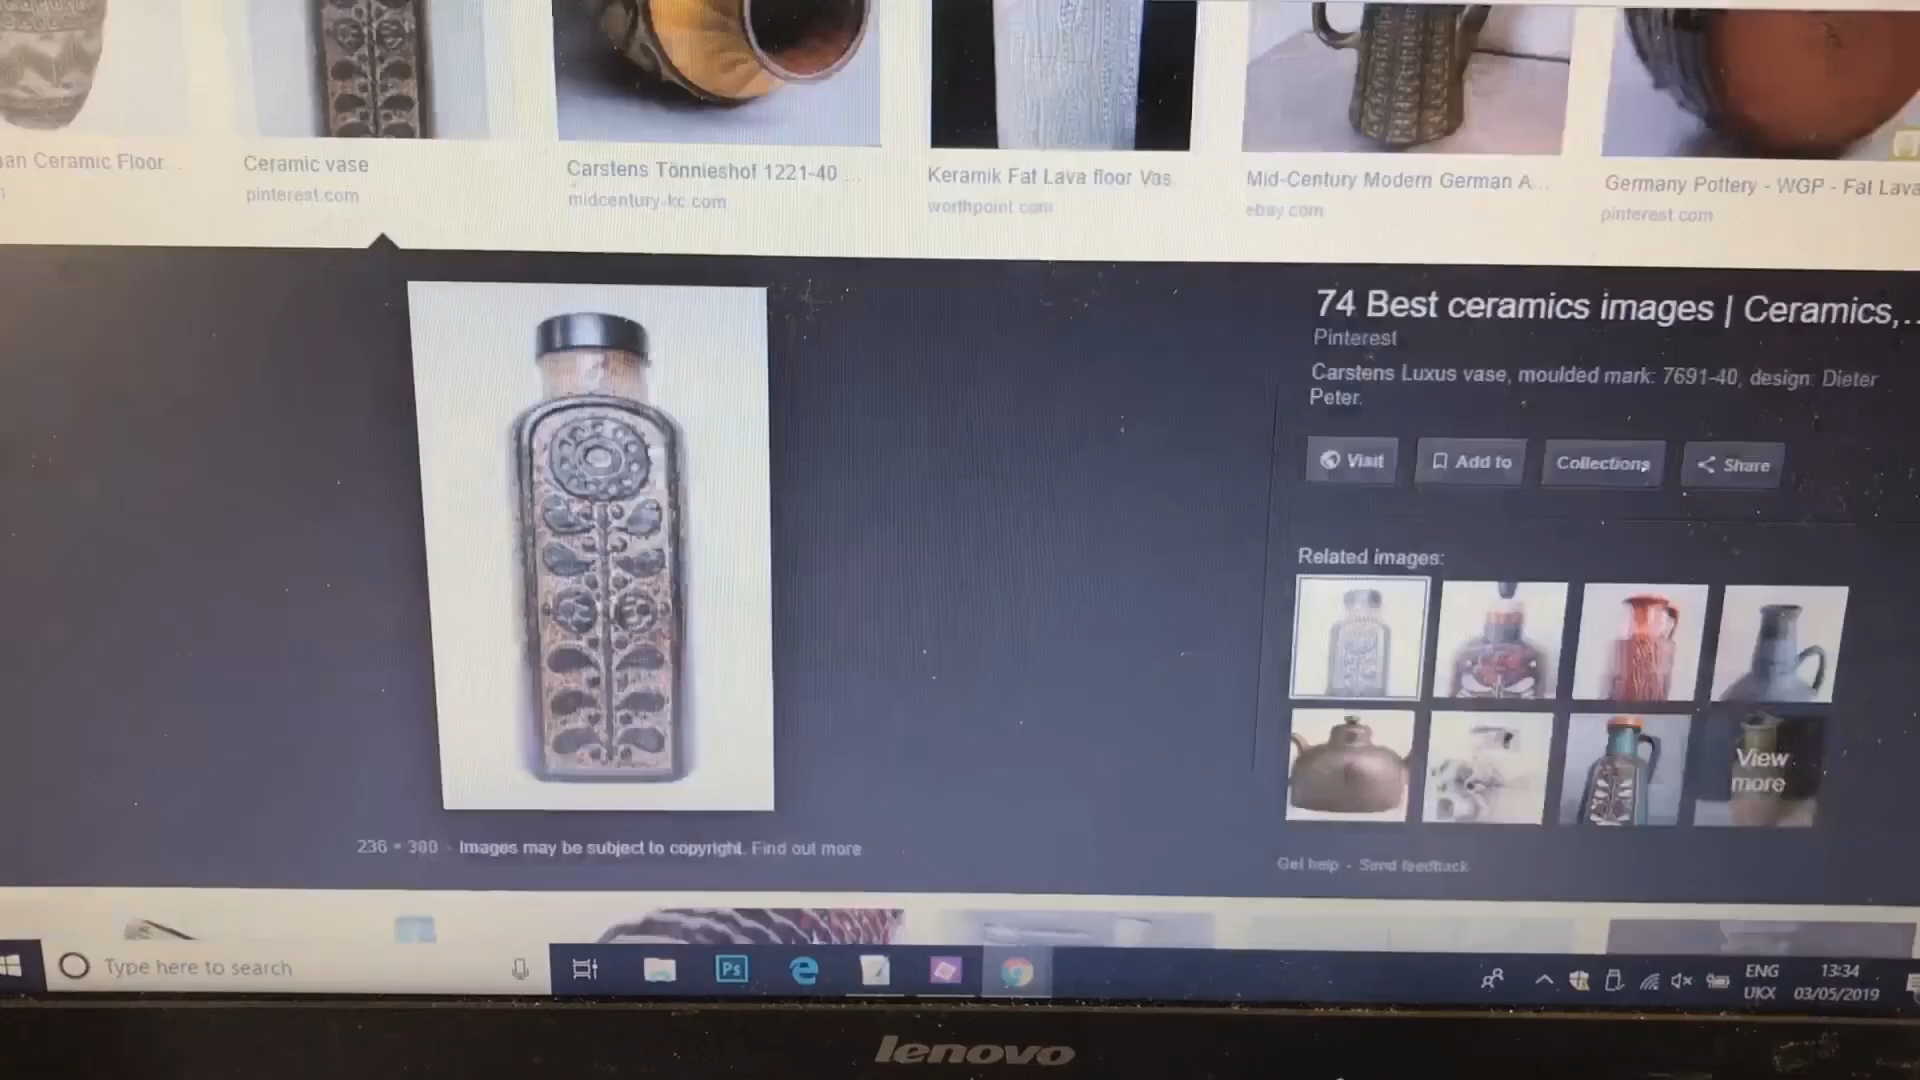 an Ceramic Floor
Ceramic vase
pinterest.com
Carstens Tönnieshof 1221-40 ...
midcentury-kc.com
Keramik Fat Lava floor Vas
worthpoint.com
Mid-Century Modern German A...
ebay.com
Germany Pottery - WGP - Fat Lava
pinterest.com
74 Best ceramics images | Ceramics,...
Pinterest
Carstens Luxus vase, moulded mark: 7691-40, design: Dieter
Peter.
Visit
Add to
Collections
Share
Related images:
View
more
236 × 300 - Images may be subject to copyright. Find out more
Get help - Send feedback
Type here to search
Ps
ENG
UKX
13:34
03/05/2019
lenovo